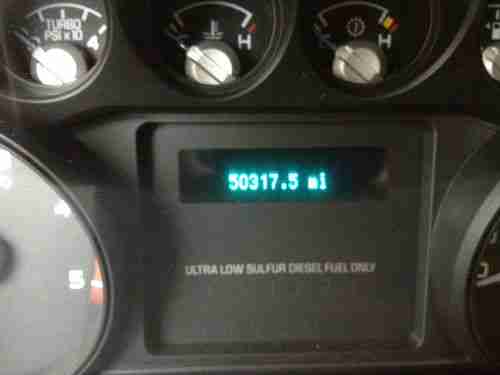 TURBO
PSI x 10
4
H
H
50317.5 mi
ULTRA LOW SULFUR DIESEL FUEL ONLY
5